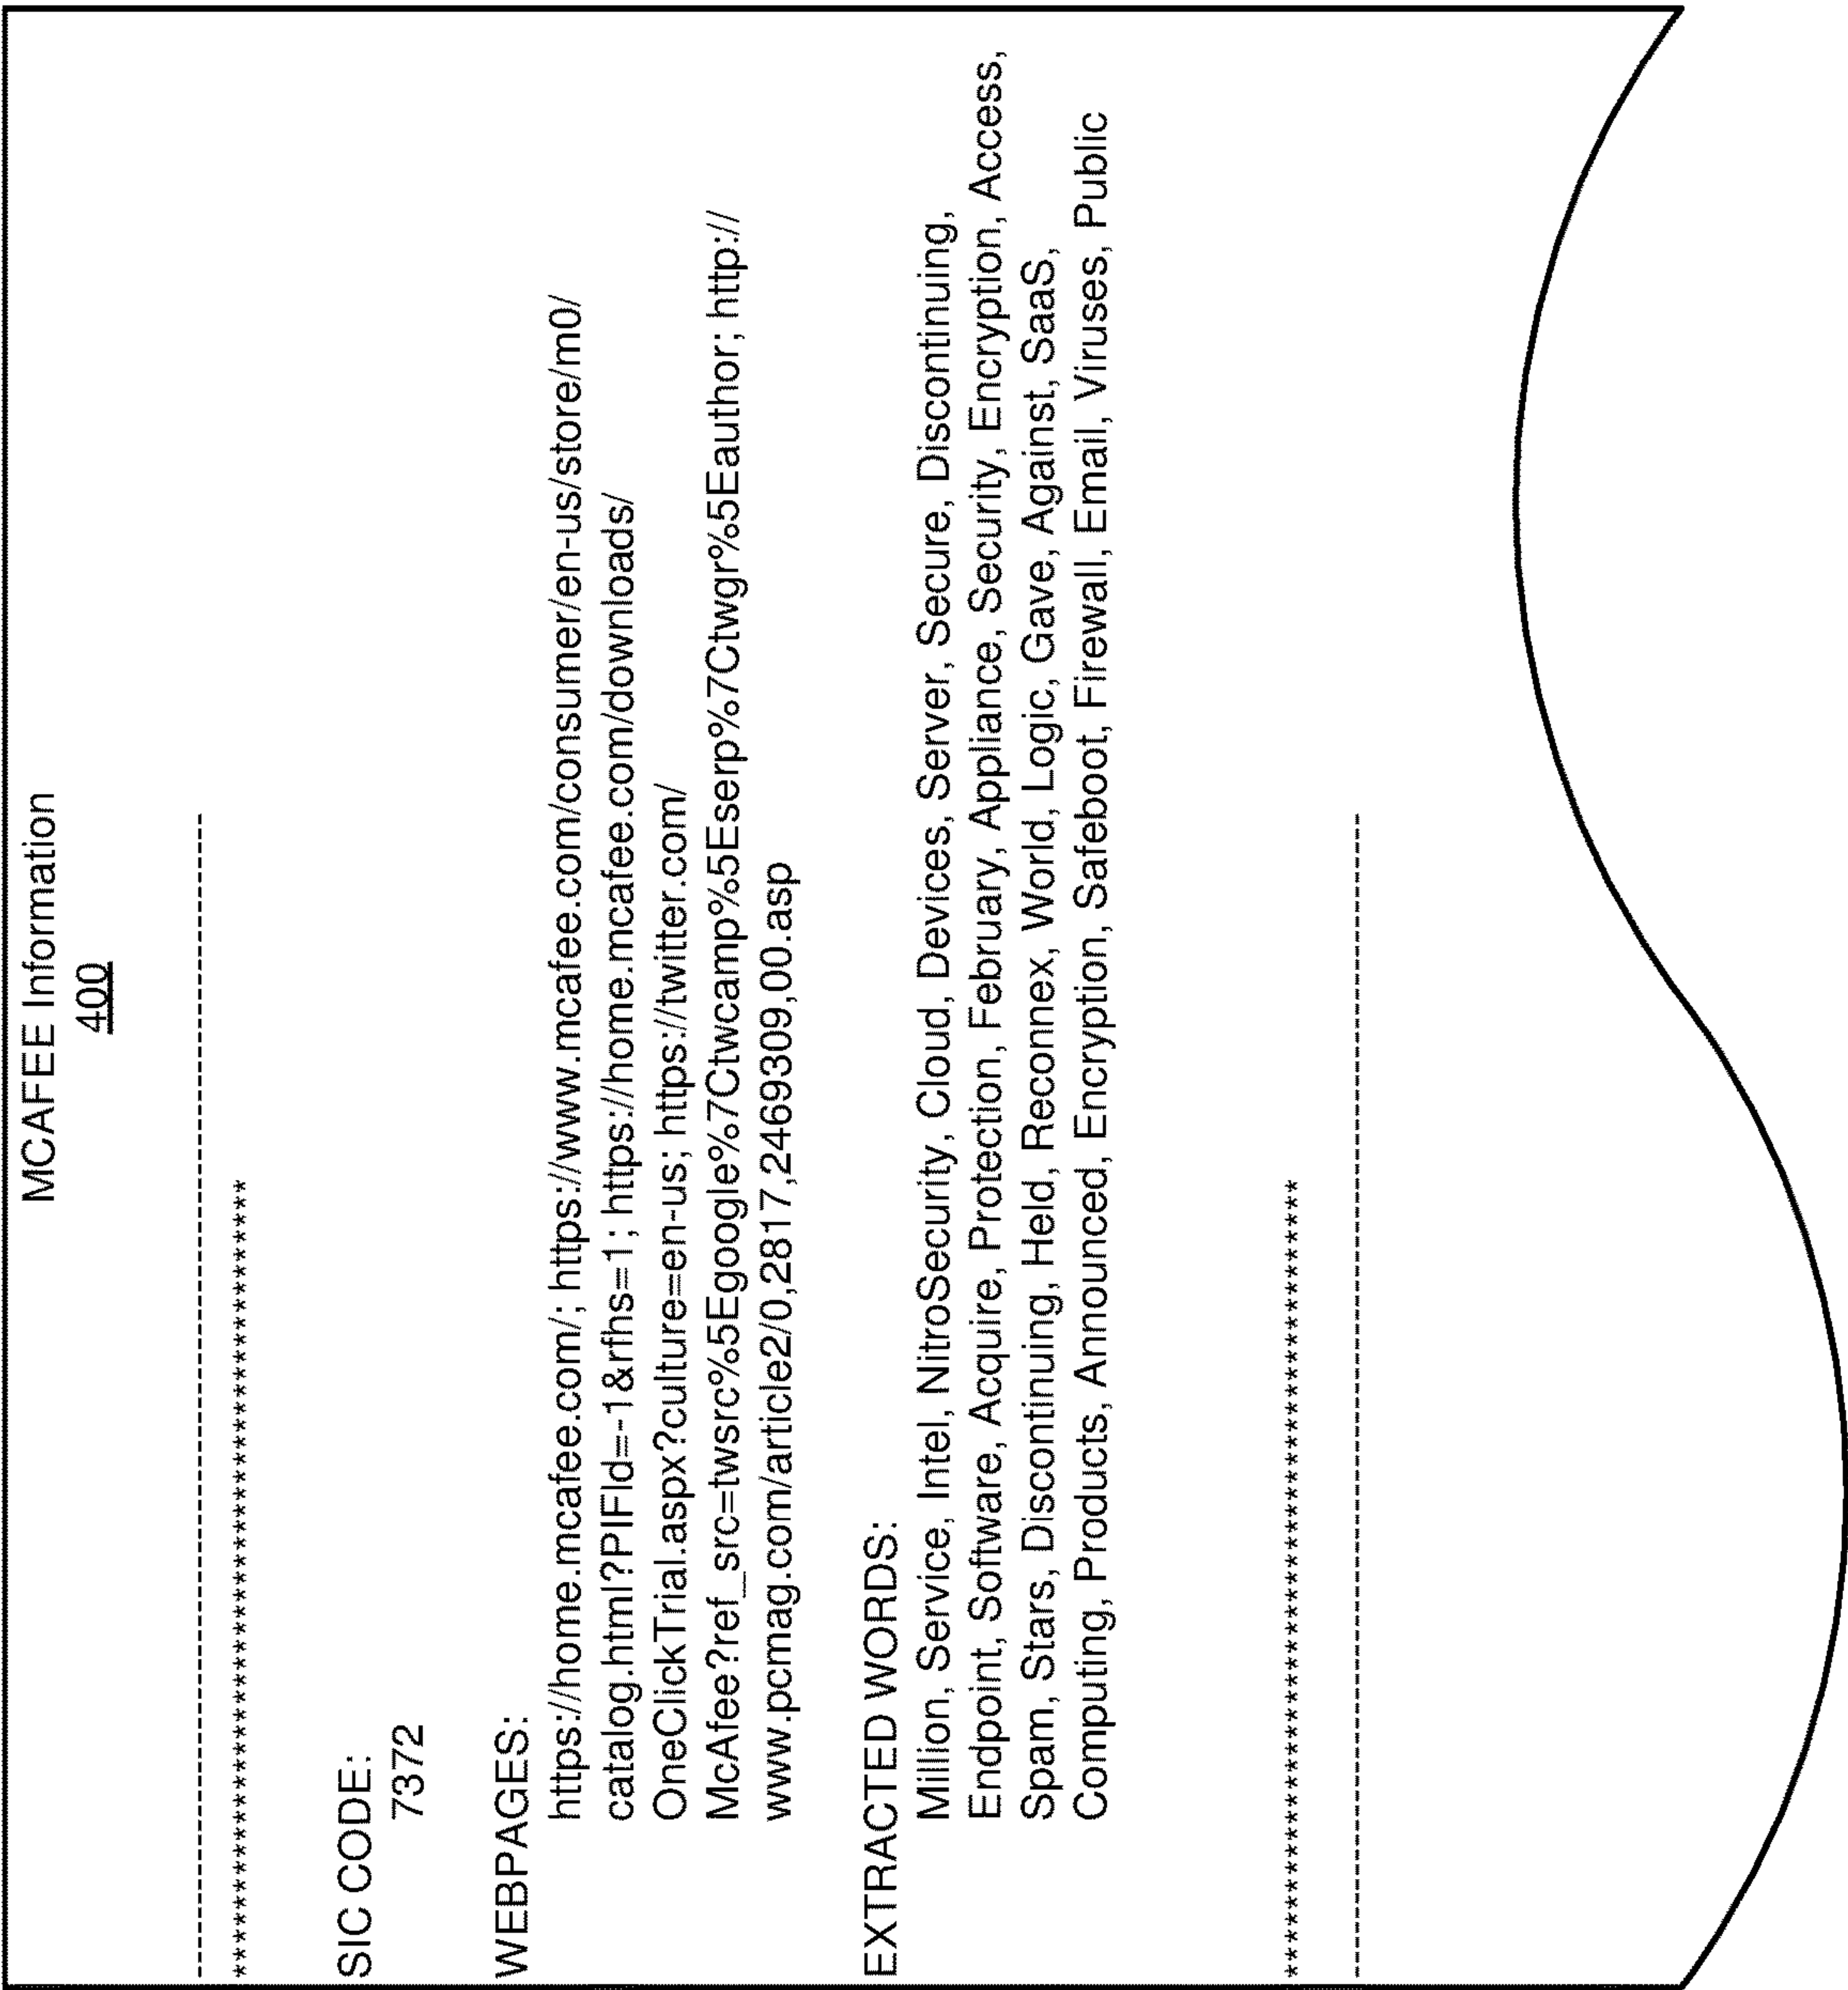 MCAFEE Information
400
--------------------------------------------------------------------------------
******************************************************
SIC CODE:
7372
WEBPAGES:
https://home.mcafee.com/; https://www.mcafee.com/consumer/en-us/store/m0/
catalog.html?PIFId=-1&rfhs=1; https://home.mcafee.com/downloads/
OneClickTrial.aspx?culture=en-us; https://twitter.com/
McAfee?ref_src=twsrc%5Egoogle%7Ctwcamp%5Eserp%7Ctwgr%5Eauthor; http://
www.pcmag.com/article2/0,2817,2469309,00.asp
EXTRACTED WORDS:
Million, Service, Intel, NitroSecurity, Cloud, Devices, Server, Secure, Discontinuing,
Endpoint, Software, Acquire, Protection, February, Appliance, Security, Encryption, Access,
Spam, Stars, Discontinuing, Held, Reconnex, World, Logic, Gave, Against, SaaS,
Computing, Products, Announced, Encryption, Safeboot, Firewall, Email, Viruses, Public
******************************************************
--------------------------------------------------------------------------------